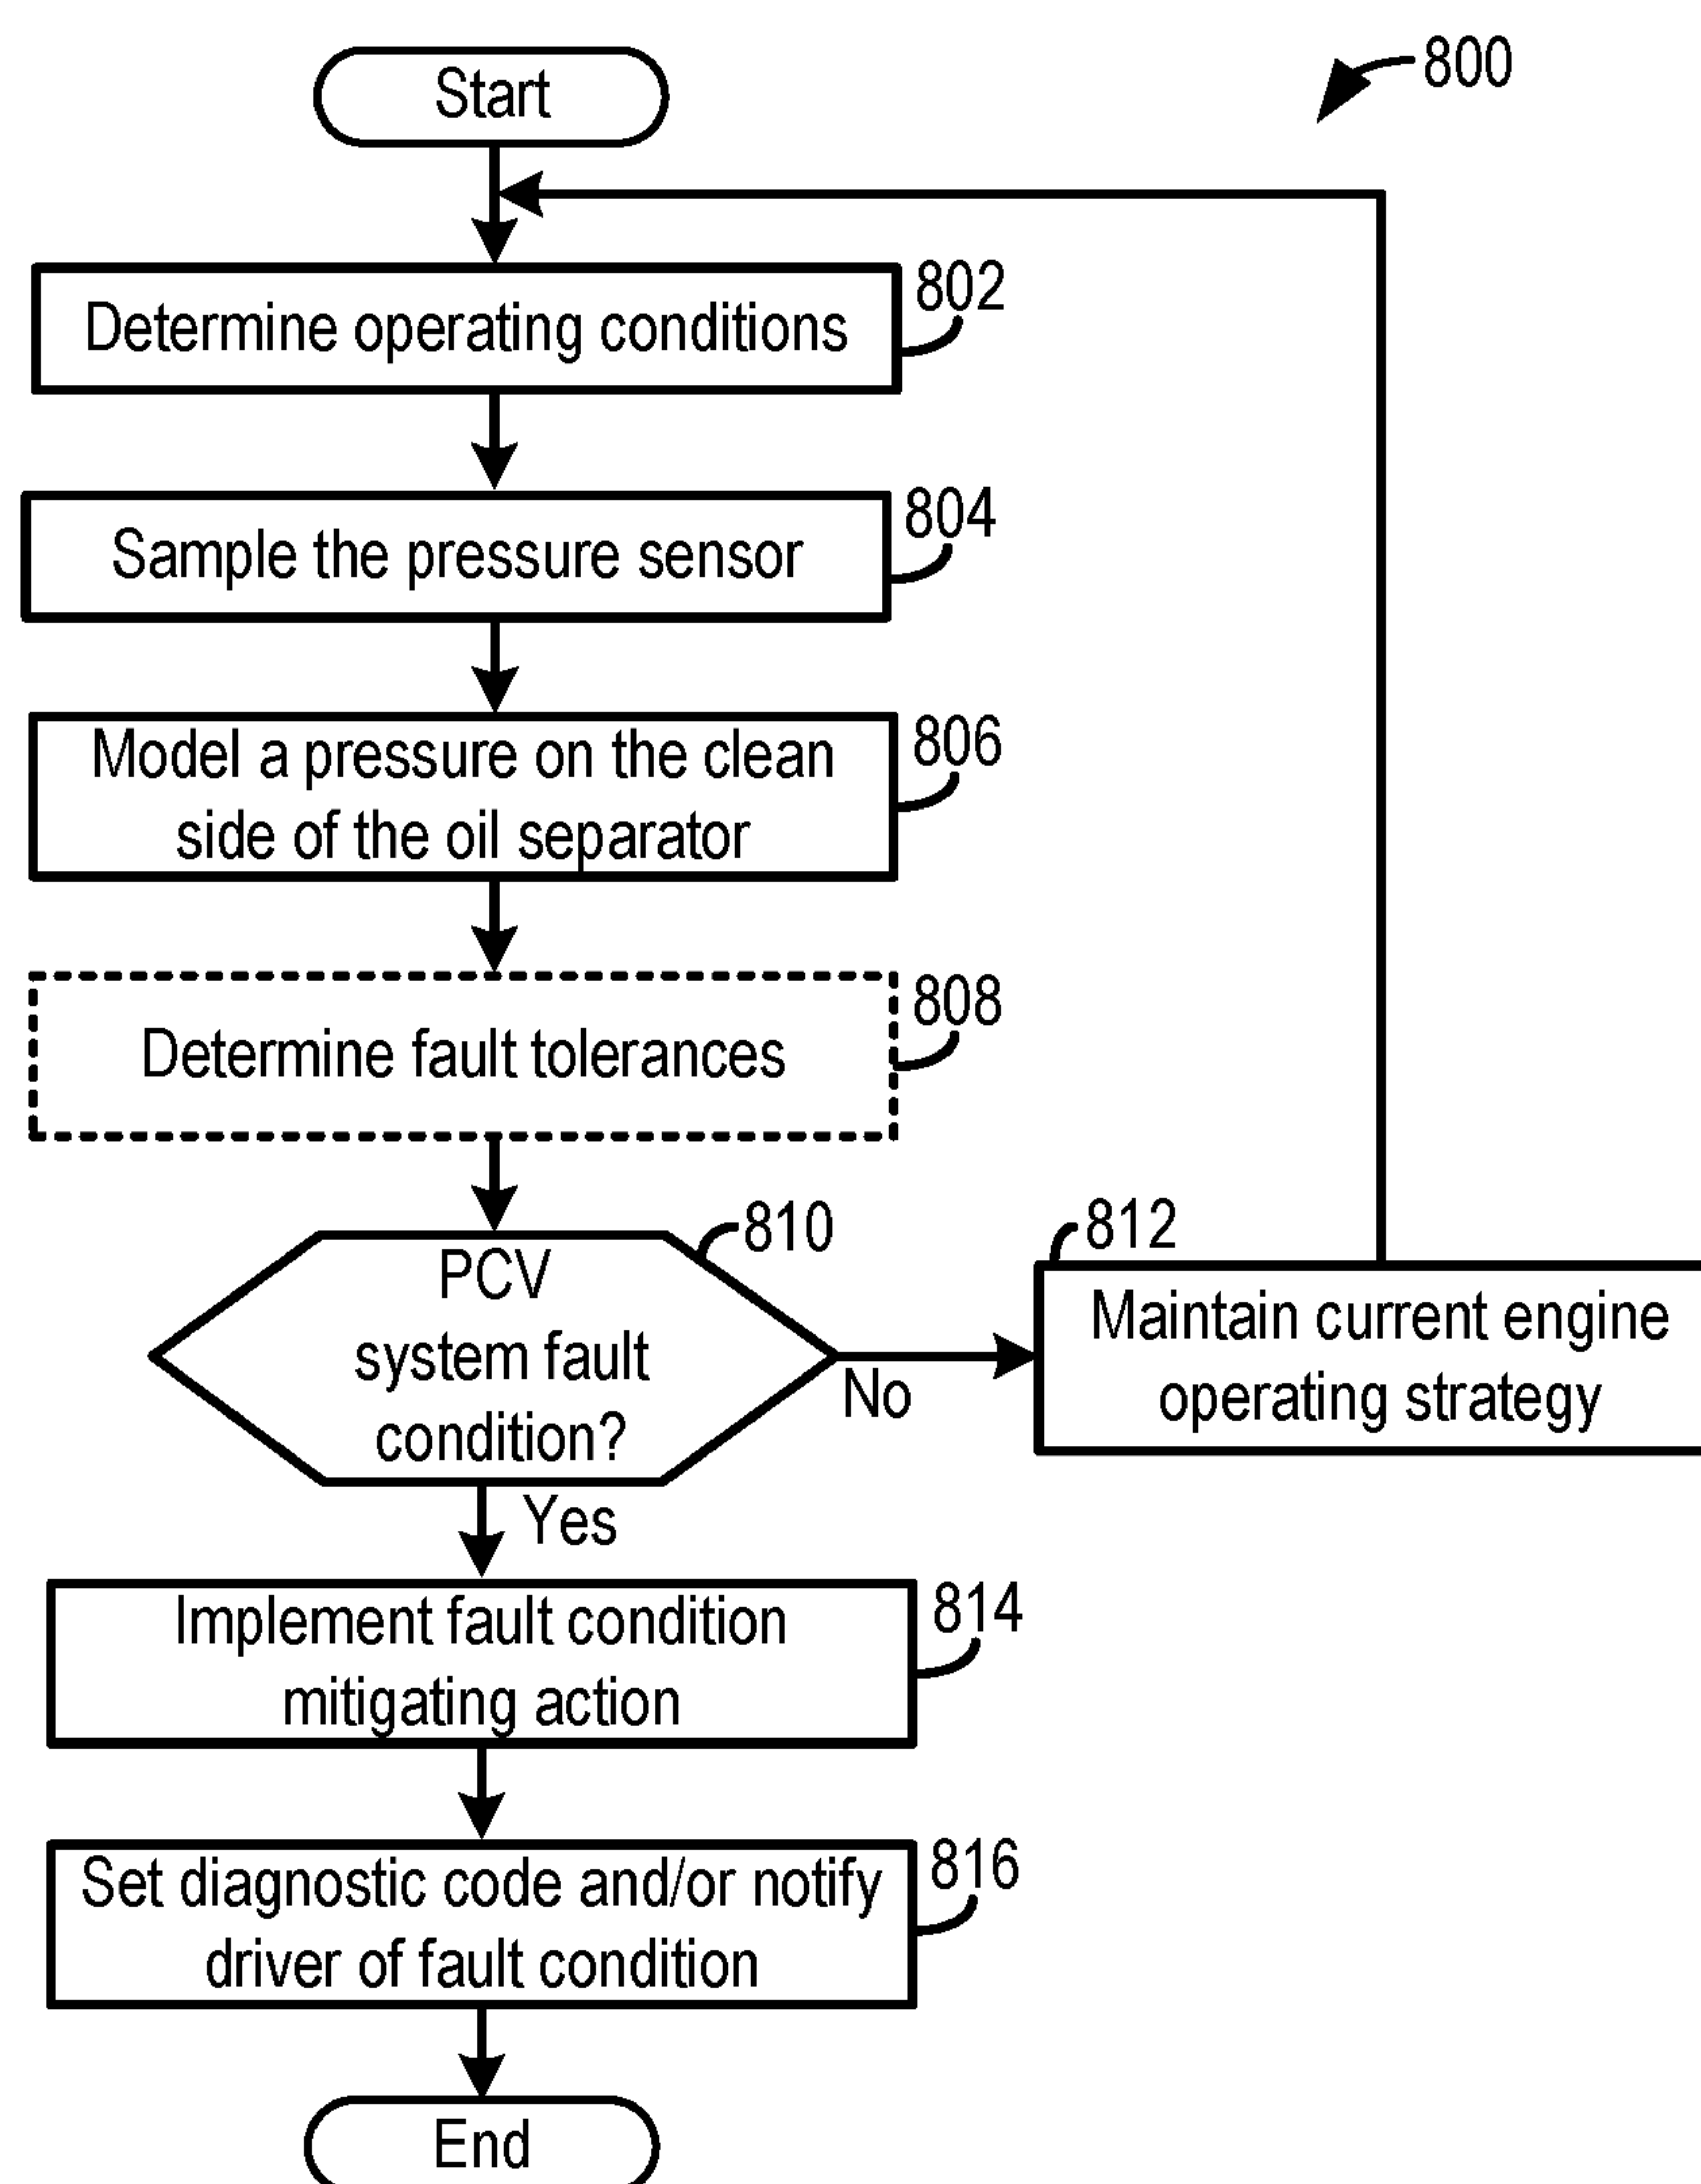 Start
800
Determine operating conditions
802
Sample the pressure sensor
804
Model a pressure on the clean
side of the oil separator
806
Determine fault tolerances
808
PCV
system fault
condition?
810
No
812
Maintain current engine
operating strategy
Yes
Implement fault condition
mitigating action
814
Set diagnostic code and/or notify
driver of fault condition
816
End